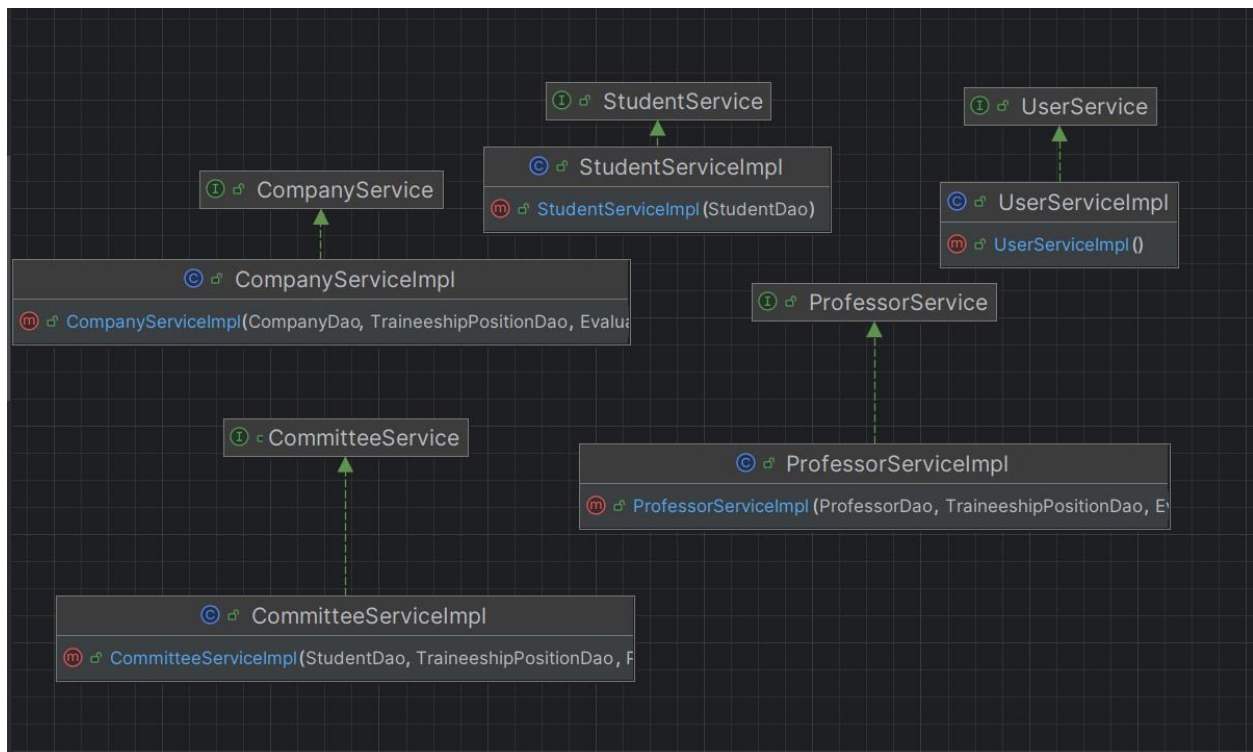 StudentService
UserService
StudentServiceImpl
StudentServiceImpl(StudentDao)
CompanyService
UserServiceImpl
UserServiceImpl()
CompanyServiceImpl
CompanyServiceImpl(CompanyDao, TraineeshipPositionDao,
ProfessorService
CommitteeService
ProfessorServiceImpl
ProfessorServiceImpl(ProfessorDao, TraineeshipPositionDao,
CommitteeServiceImpl
CommitteeServiceImpl(StudentDao, TraineeshipPositionDao,